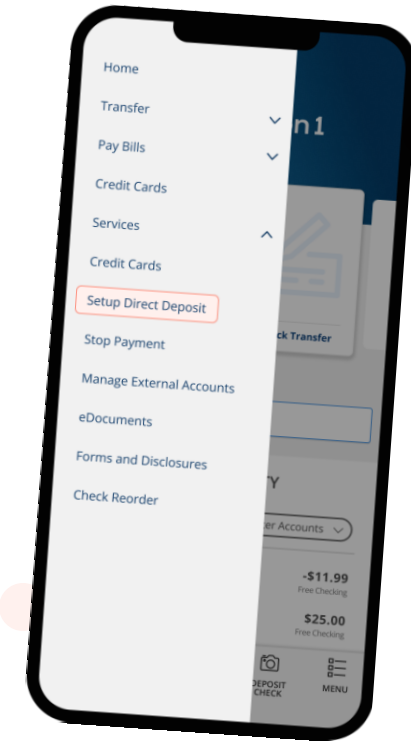 Home
Transfer
n1
Pay Bills
Credit Cards
Services
Credit Cards
Setup Direct Deposit
ck Transfer
Stop Payment
Manage External Accounts
eDocuments
Forms and Disclosures
TY
Check Reorder
er Accounts
-$11.99
Free Checking
$25.00
Free Checking
DEPOSIT
CHECK
MENU